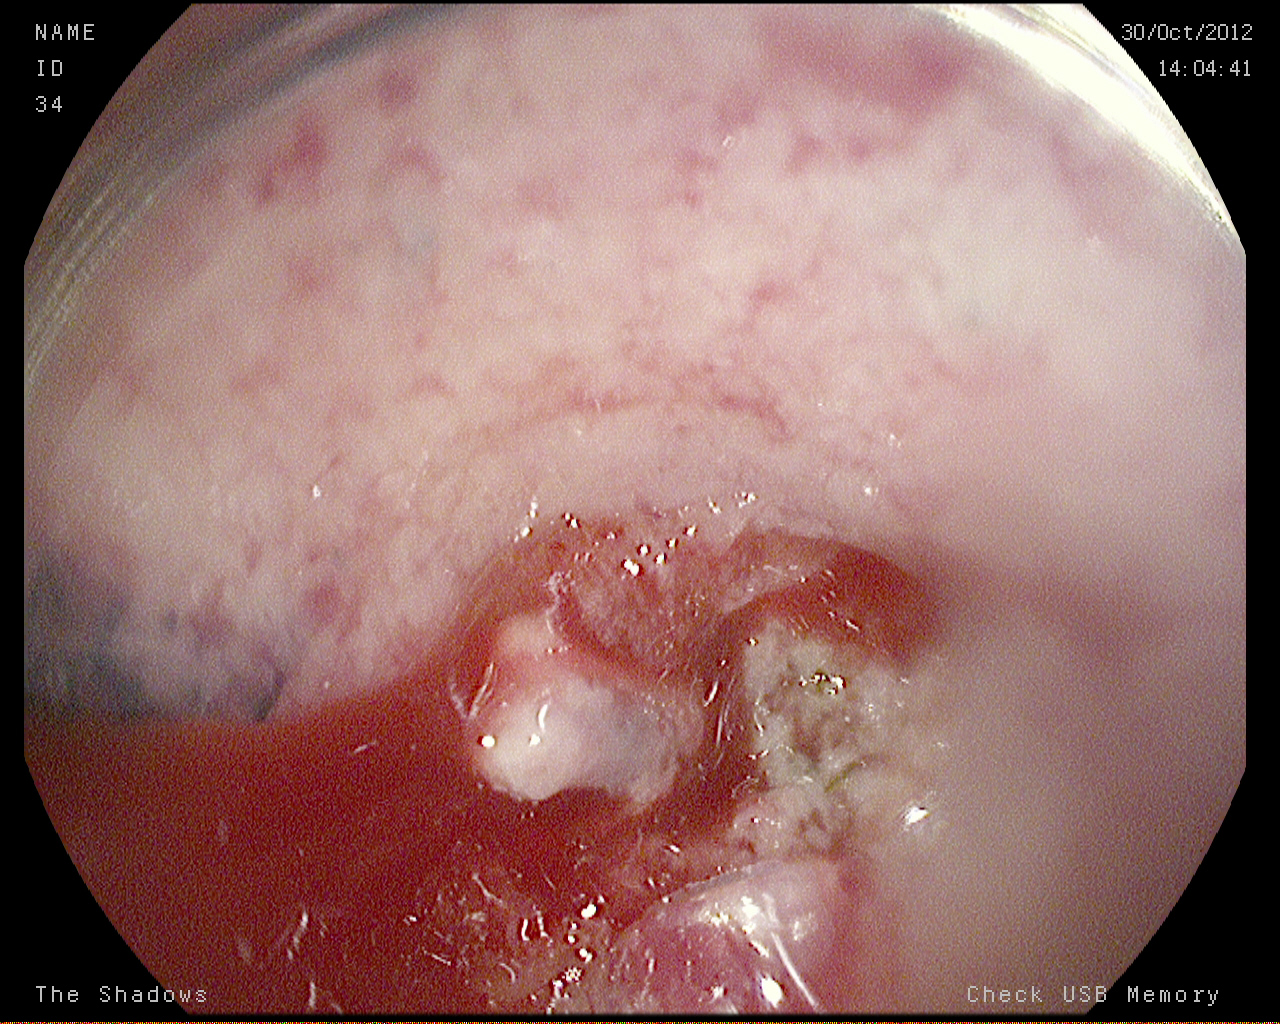 NAME
30/Oct/2012
ID
14:04:41
34
The Shadows
Check USB Memory